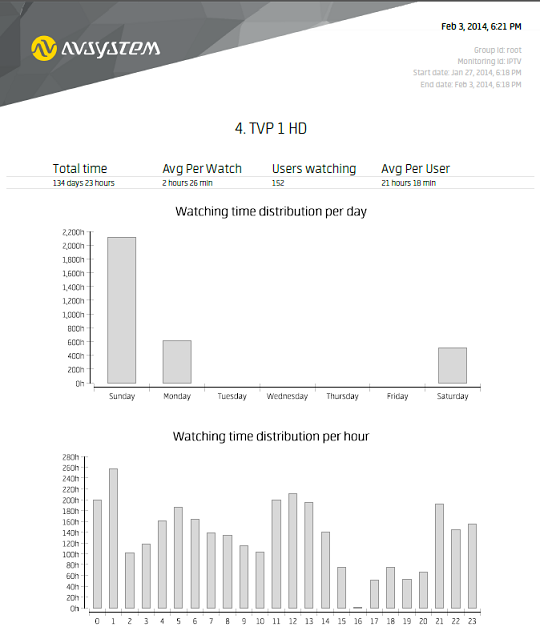 Feb 3, 2014, 6:21 PM
AVSYSTEM
Group Id: root
Monitoring Id: IPTV
Start date: Jan 27, 2014, 6:18 PM
End date: Feb 3, 2014, 6:18 PM
4. TVP 1 HD
Total time Avg Per Watch Users watching Avg Per User
134 days 23 hours 2 hours 26 min 152 21 hours 18 min
Watching time distribution per day
2,200h
2,000h
1,800h
1,600h
1,400h
1,200h
1,000h
800h
600h
400h
200h
0h
Sunday Monday Tuesday Wednesday Thursday Friday Saturday
Watching time distribution per hour
280h
260h
240h
220h
200h
180h
160h
140h
120h
100h
80h
60h
40h
20h
0h
0 1 2 3 4 5 6 7 8 9 10 11 12 13 14 15 16 17 18 19 20 21 22 23